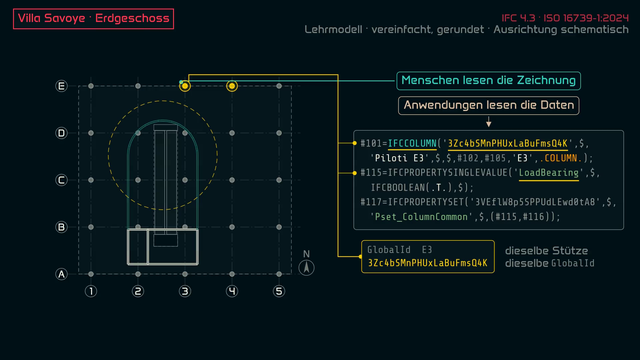 Villa Savoye · Erdgeschoss
IFC 4.3 · ISO 16739-1:2024
Lehrmodell · vereinfacht, gerundet · Ausrichtung schematisch
Menschen lesen die Zeichnung
Anwendungen lesen die Daten
#101=IFCCOLUMN('3Zc4bSMnPHUxLaBuFmsQ4K',$,
'Piloti E3',$,$,#102,#105,'E3',.COLUMN.);
#115=IFCPROPERTYSINGLEVALUE('LoadBearing',$,
IFCBOOLEAN(.T.),$);
#117=IFCPROPERTYSET('3VEflW8p5SPPUdLEwd0tA8',$,
'Pset_ColumnCommon',$,(#115,#116));
GlobalId E3
3Zc4bSMnPHUxLaBuFmsQ4K
dieselbe Stütze
dieselbe GlobalId
E
D
C
B
A
1 2 3 4 5
N